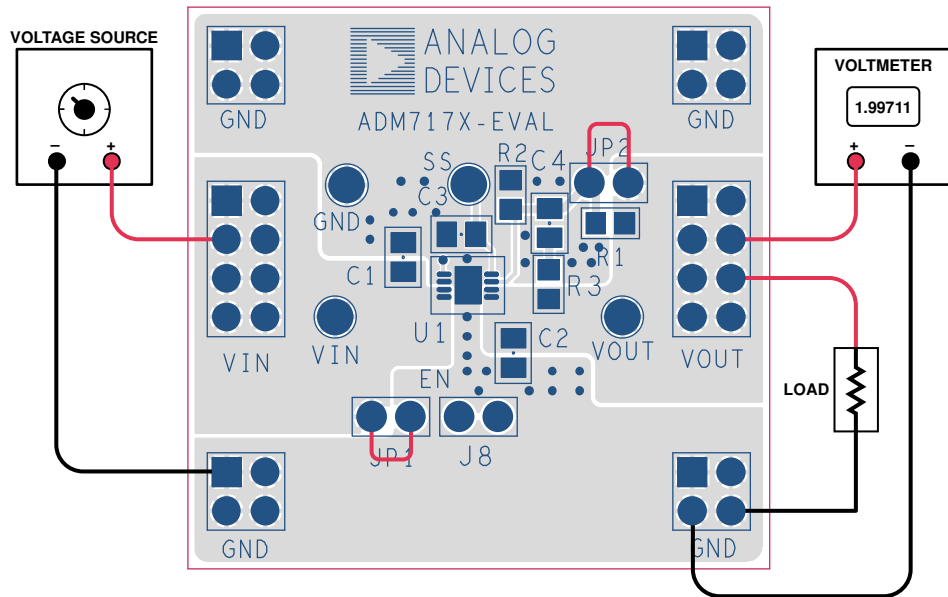 VOLTAGE SOURCE
− +
ANALOG
DEVICES
ADM717X-EVAL
GND
GND
VOLTMETER
1.99711
+ −
SS
R2
C4
JP2
GND
C3
R1
C1
R3
U1
C2
VIN
VIN
VOUT
VOUT
EN
LOAD
JP1
J8
GND
GND